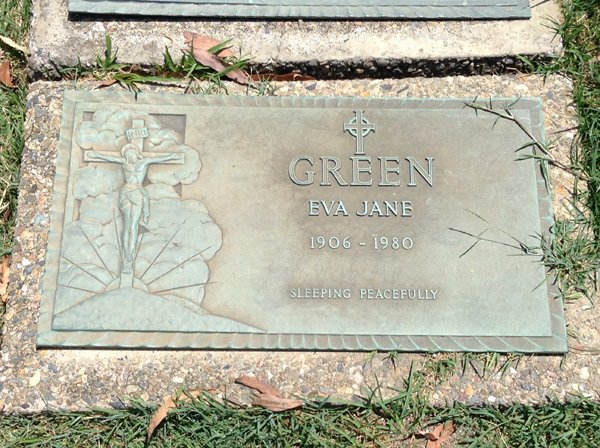 INRI
GREEN
EVA JANE
1906 - 1980
SLEEPING PEACEFULLY